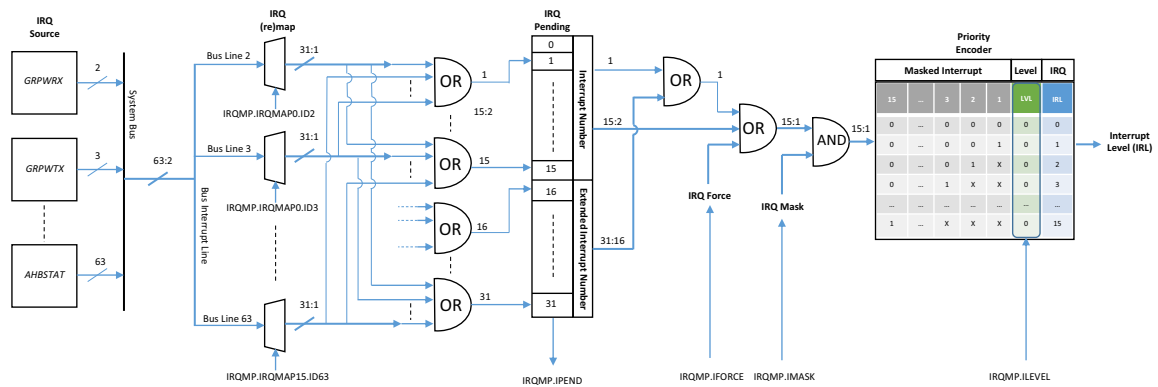 IRQ
Source
GRPWRX
2
GRPWTX
3
AHBSTAT
63
System Bus
63:2
Bus Interrupt
Line
IRQ
(re)map
Bus Line 2
31:1
IRQMP.IRQMAP0.ID2
Bus Line 3
31:1
IRQMP.IRQMAP0.ID3
Bus Line 63
31:1
IRQMP.IRQMAP15.ID63
OR
1
15:2
OR
15
OR
16
OR
31
IRQ
Pending
0
1
15
16
31
Interrupt Number
Extended Interrupt Number
IRQMP.IPEND
1
15:2
31:16
OR
1
OR
15:1
AND
15:1
IRQ Force
IRQ Mask
IRQMP.IFORCE
IRQMP.IMASK
Priority
Encoder
Masked Interrupt Level IRQ
15 ... 3 2 1 LVL IRL
0 ... 0 0 0 0 0
0 ... 0 0 1 0 1
0 ... 0 1 X 0 2
0 ... 1 X X 0 3
... ... ... ... ... ... ...
1 ... X X X 0 15
Interrupt
Level (IRL)
IRQMP.ILEVEL